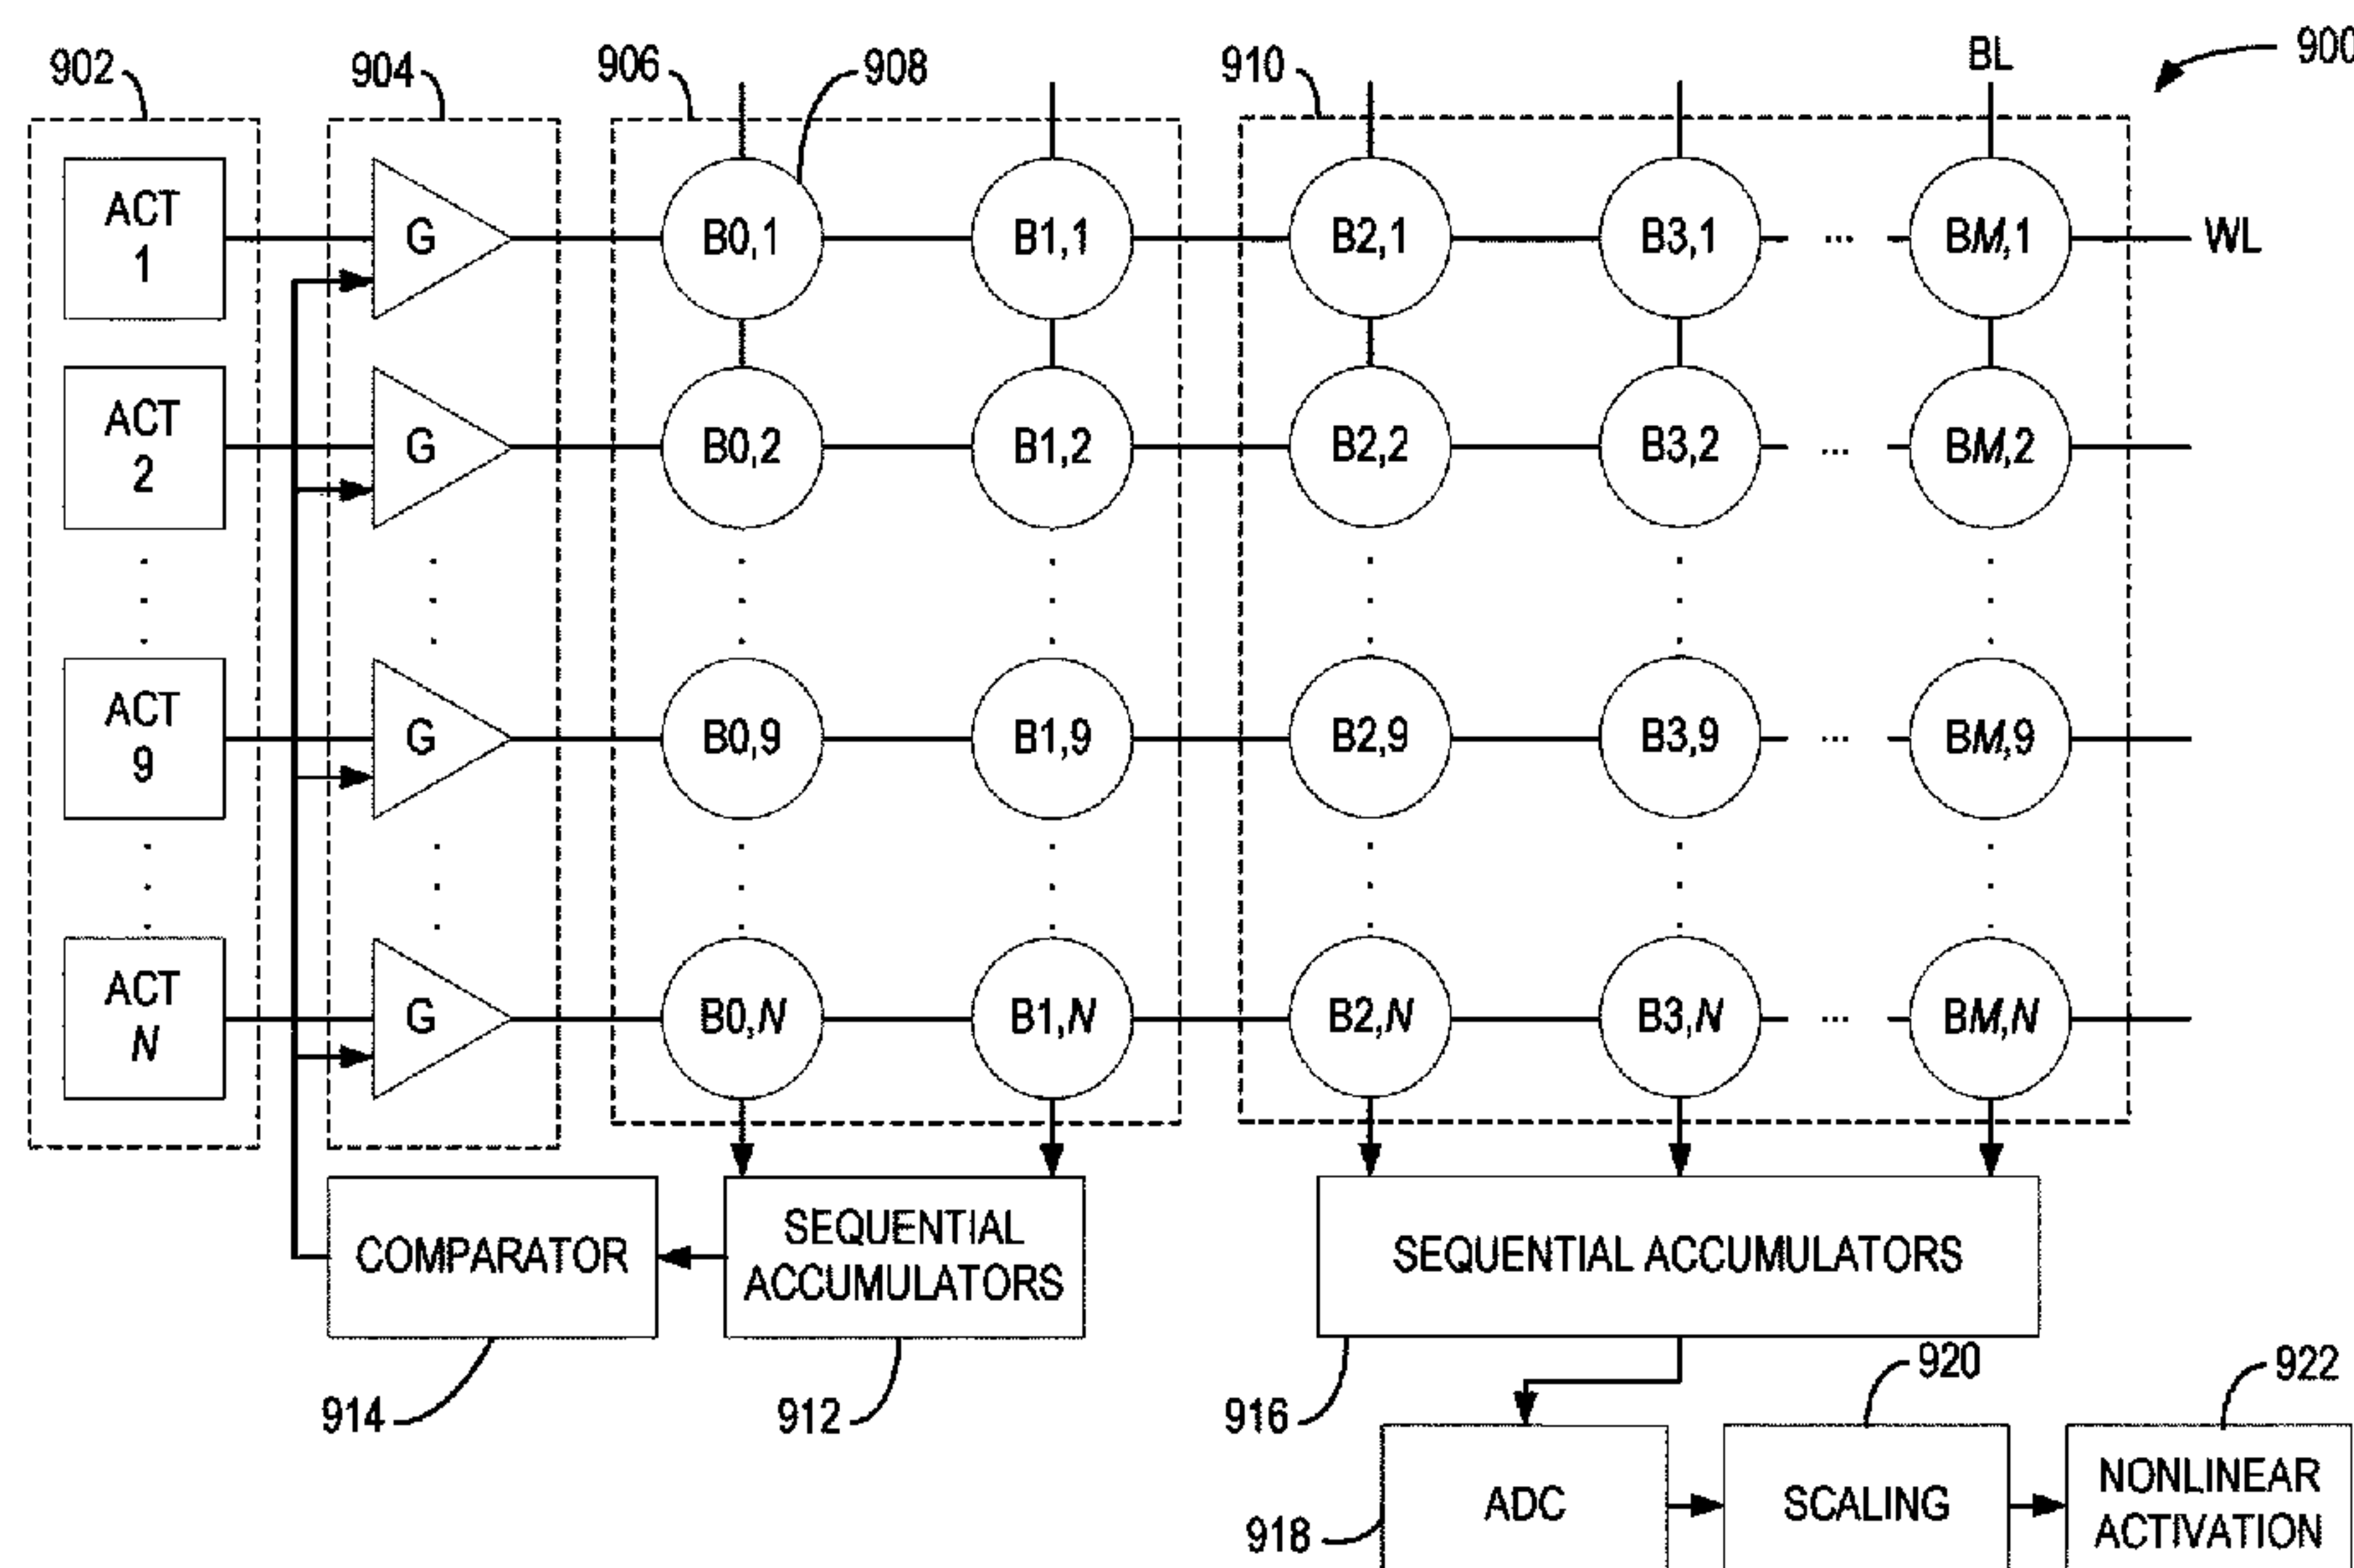 902
904
906
908
910
BL
900
ACT
1
G
B0,1
B1,1
B2,1
B3,1
...
BM,1
WL
ACT
2
G
B0,2
B1,2
B2,2
B3,2
...
BM,2
ACT
9
G
B0,9
B1,9
B2,9
B3,9
...
BM,9
ACT
N
G
B0,N
B1,N
B2,N
B3,N
...
BM,N
COMPARATOR
SEQUENTIAL
ACCUMULATORS
SEQUENTIAL ACCUMULATORS
914
912
916
920
922
918
ADC
SCALING
NONLINEAR
ACTIVATION